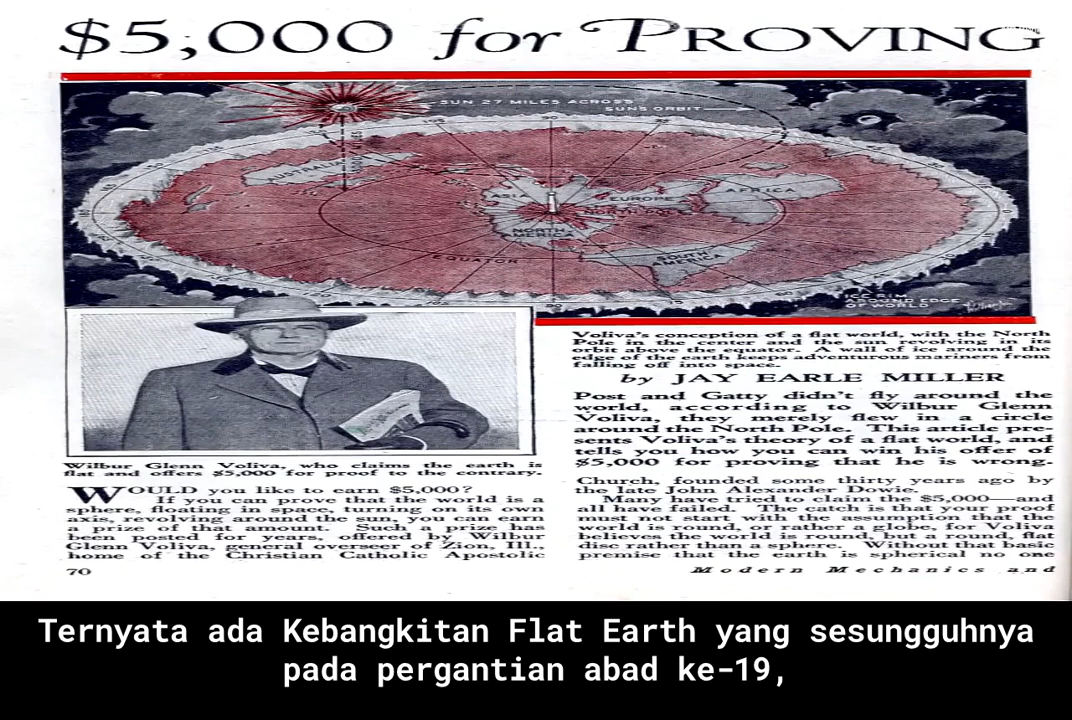 $5,000 for PROVING
SUN 27 MILES ACROSS
SUNS ORBIT
AUSTRALIA
ASIA
EUROPE
AFRICA
NORTH POLE
NORTH AMERICA
SOUTH AMERICA
EQUATOR
ICE RING
AROUND EDGE
OF WORLD
Voliva's conception of a flat world, with the North
Pole in the center and the sun revolving in its
orbit above the equator. A wall of ice around the
edge of the earth keeps adventurous mariners from
falling off into space.
by JAY EARLE MILLER
Post and Gatty didn't fly around the
world, according to Wilbur Glenn
Voliva, they merely flew in a circle
around the North Pole. This article pre-
sents Voliva's theory of a flat world, and
tells you how you can win his offer of
$5,000 for proving that he is wrong.
Wilbur Glenn Voliva, who claims the earth is
flat and offers $5,000 for proof to the contrary.
WOULD you like to earn $5,000?
If you can prove that the world is a
sphere, floating in space, turning on its own
axis, revolving around the sun, you can earn
a prize of that amount. Such a prize has
been posted for years, offered by Wilbur
Glenn Voliva, general overseer of Zion, Ill.,
home of the Christian Catholic Apostolic
Church, founded some thirty years ago by
the late John Alexander Dowie.
Many have tried to claim the $5,000—and
all have failed. The catch is that your proof
must not start with the assumption that the
world is round, or rather a globe, for Voliva
believes the world is round, but a round, flat
disc rather than a sphere. Without that basic
premise that the earth is spherical no one
70
Modern Mechanics and
Ternyata ada Kebangkitan Flat Earth yang sesungguhnya
pada pergantian abad ke-19,